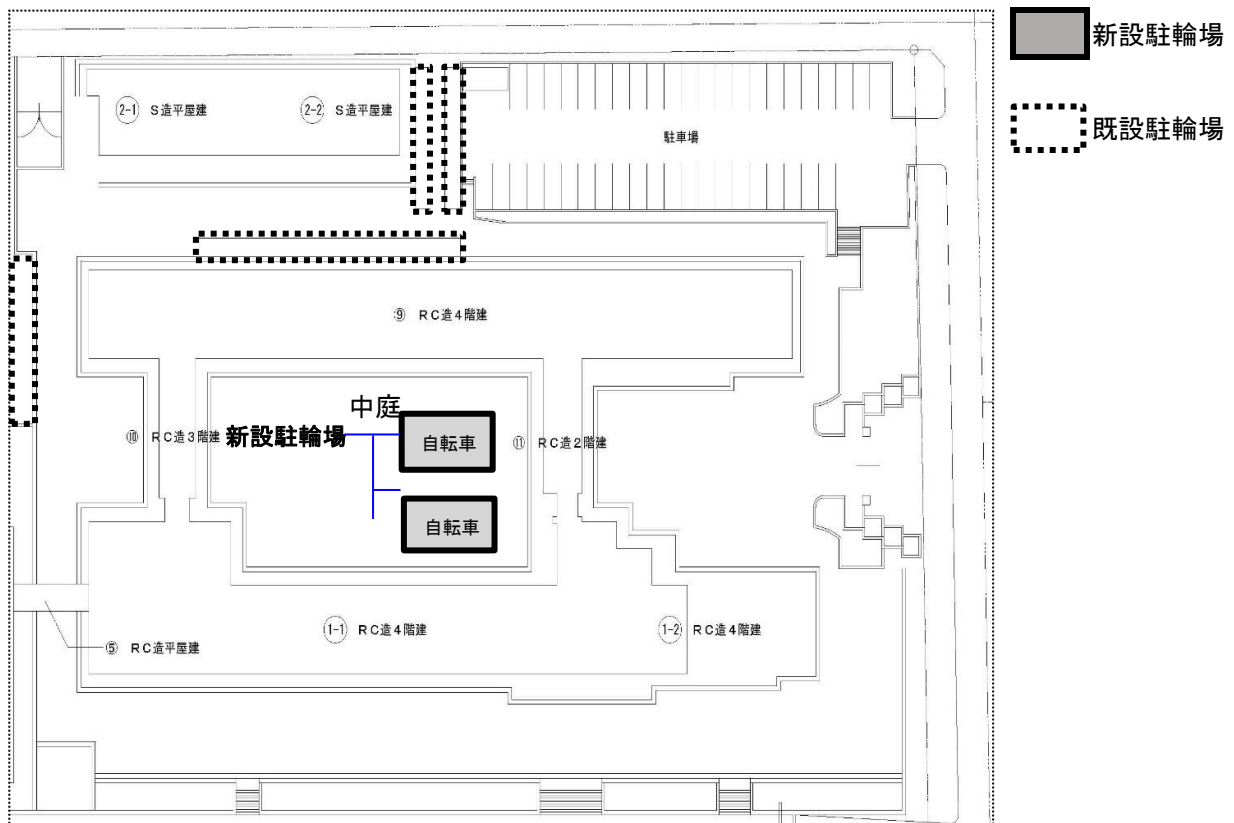 新設駐輪場
既設駐輪場
2-1 S造平屋建
2-2 S造平屋建
駐車場
⑨ RC造4階建
中庭
⑩ RC造3階建
新設駐輪場
自転車
⑪ RC造2階建
自転車
1-1 RC造4階建
1-2 RC造4階建
⑤ RC造平屋建